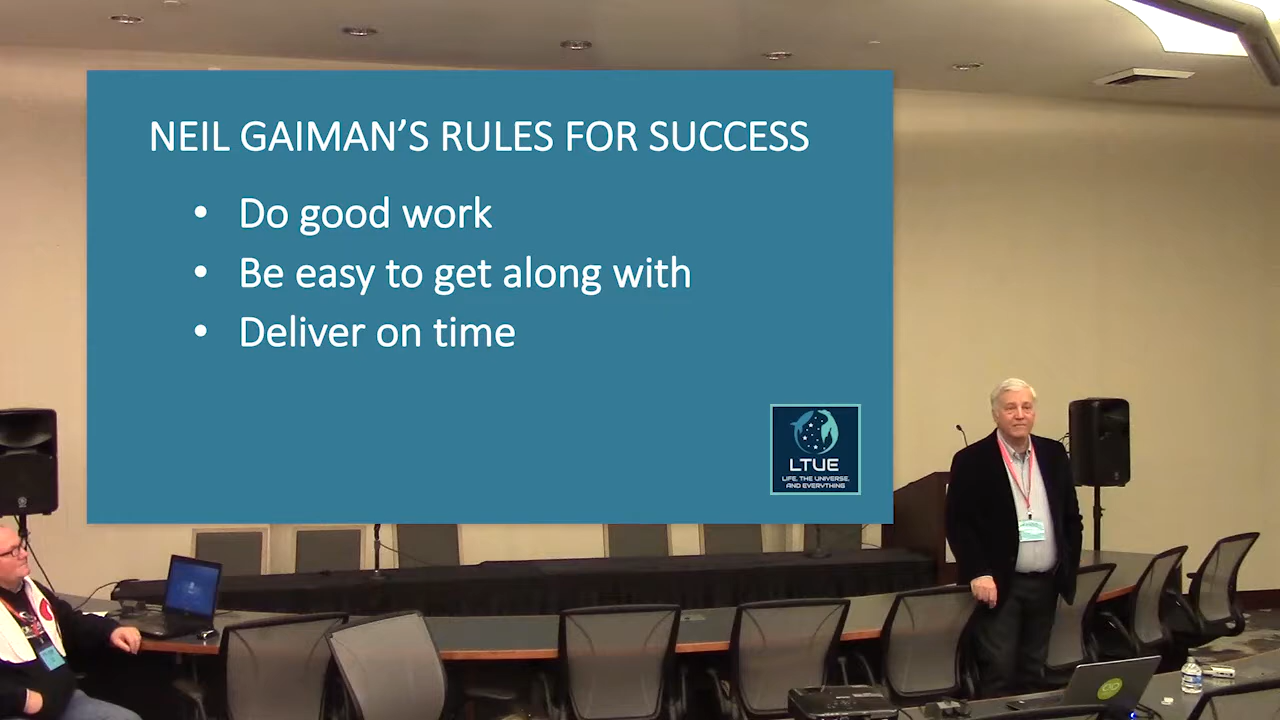 NEIL GAIMAN’S RULES FOR SUCCESS
• Do good work
• Be easy to get along with
• Deliver on time
LTUE
LIFE, THE UNIVERSE,
AND EVERYTHING